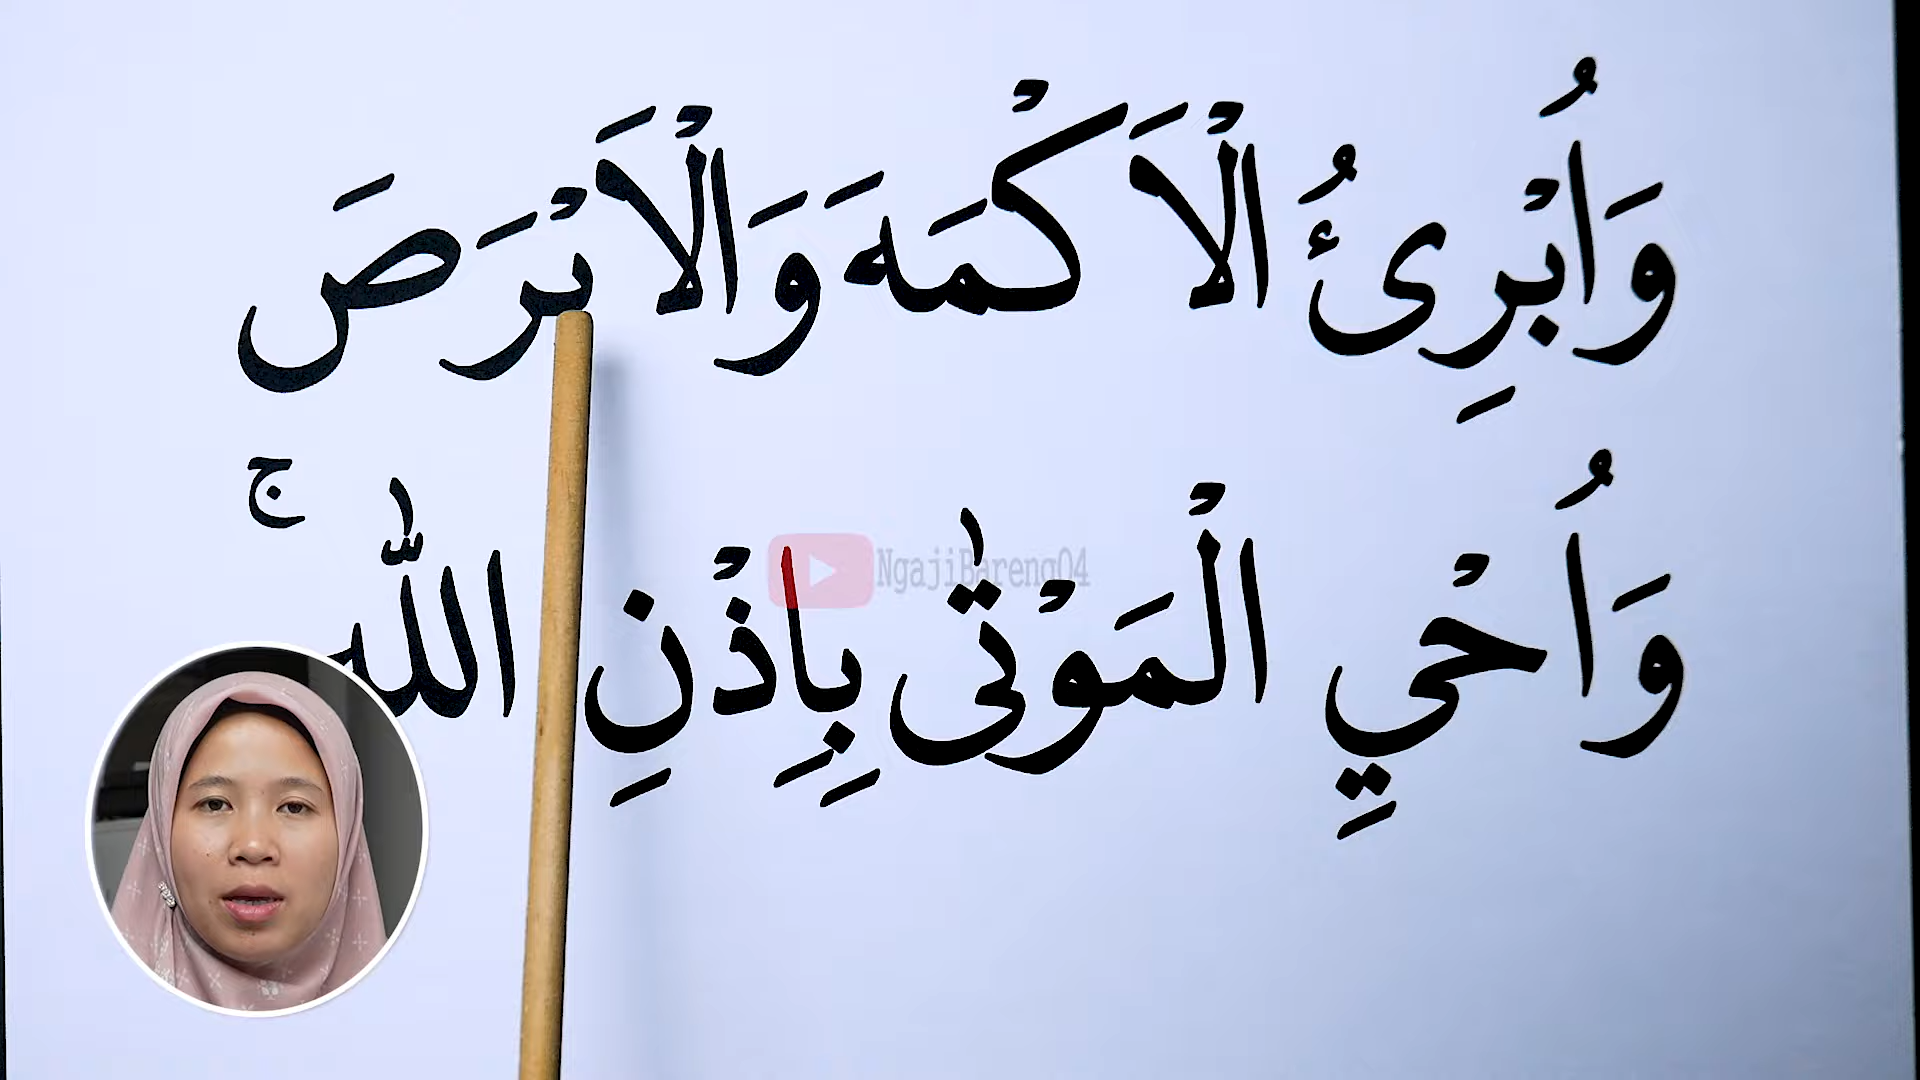 وَاُبْرِئُ الْاَكْمَهَ وَالْاَبْرَصَ
وَاُحْيِ الْمَوْتٰى بِاِذْنِ اللّٰهِ ۚ
NgajiBareng04